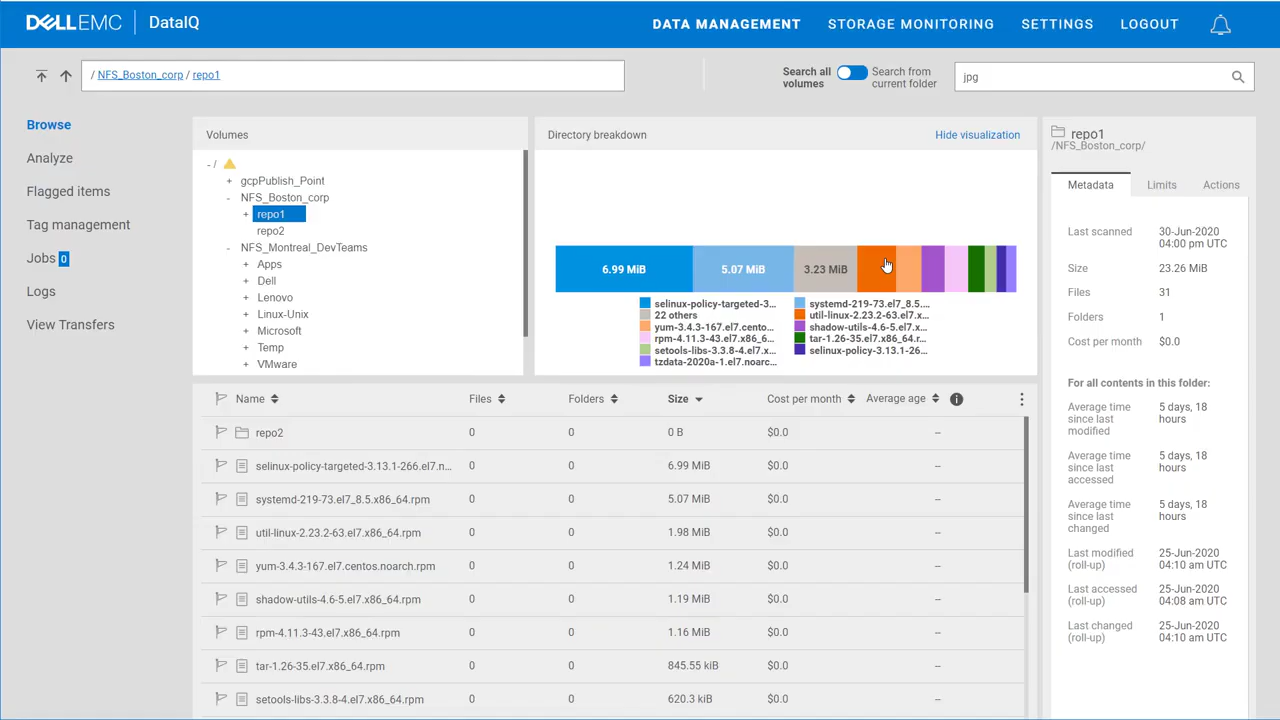 DELLEMC DataIQ
DATA MANAGEMENT STORAGE MONITORING SETTINGS LOGOUT
/ NFS_Boston_corp / repo1
Search all volumes
Search from current folder
jpg
Browse
Analyze
Flagged items
Tag management
Jobs 0
Logs
View Transfers
Volumes
- /
+ gcpPublish_Point
- NFS_Boston_corp
+ repo1
repo2
- NFS_Montreal_DevTeams
+ Apps
+ Dell
+ Lenovo
+ Linux-Unix
+ Microsoft
+ Temp
+ VMware
Directory breakdown Hide visualization
6.99 MiB 5.07 MiB 3.23 MiB
selinux-policy-targeted-3... systemd-219-73.el7_8.5....
22 others util-linux-2.23.2-63.el7.x...
yum-3.4.3-167.el7.cento... shadow-utils-4.6-5.el7.x...
rpm-4.11.3-43.el7.x86_6... tar-1.26-35.el7.x86_64.r...
setools-libs-3.3.8-4.el7.x... selinux-policy-3.13.1-26...
tzdata-2020a-1.el7.noarc...
Name Files Folders Size Cost per month Average age
repo2 0 0 0 B $0.0 –
selinux-policy-targeted-3.13.1-266.el7.n... 0 0 6.99 MiB $0.0 –
systemd-219-73.el7_8.5.x86_64.rpm 0 0 5.07 MiB $0.0 –
util-linux-2.23.2-63.el7.x86_64.rpm 0 0 1.98 MiB $0.0 –
yum-3.4.3-167.el7.centos.noarch.rpm 0 0 1.24 MiB $0.0 –
shadow-utils-4.6-5.el7.x86_64.rpm 0 0 1.19 MiB $0.0 –
rpm-4.11.3-43.el7.x86_64.rpm 0 0 1.16 MiB $0.0 –
tar-1.26-35.el7.x86_64.rpm 0 0 845.55 kiB $0.0 –
setools-libs-3.3.8-4.el7.x86_64.rpm 0 0 620.3 kiB $0.0 –
repo1
/NFS_Boston_corp/
Metadata Limits Actions
Last scanned 30-Jun-2020
04:00 pm UTC
Size 23.26 MiB
Files 31
Folders 1
Cost per month $0.0
For all contents in this folder:
Average time 5 days, 18
since last hours
modified
Average time 5 days, 18
since last hours
accessed
Average time 5 days, 18
since last hours
changed
Last modified 25-Jun-2020
(roll-up) 04:10 am UTC
Last accessed 25-Jun-2020
(roll-up) 04:08 am UTC
Last changed 25-Jun-2020
(roll-up) 04:10 am UTC